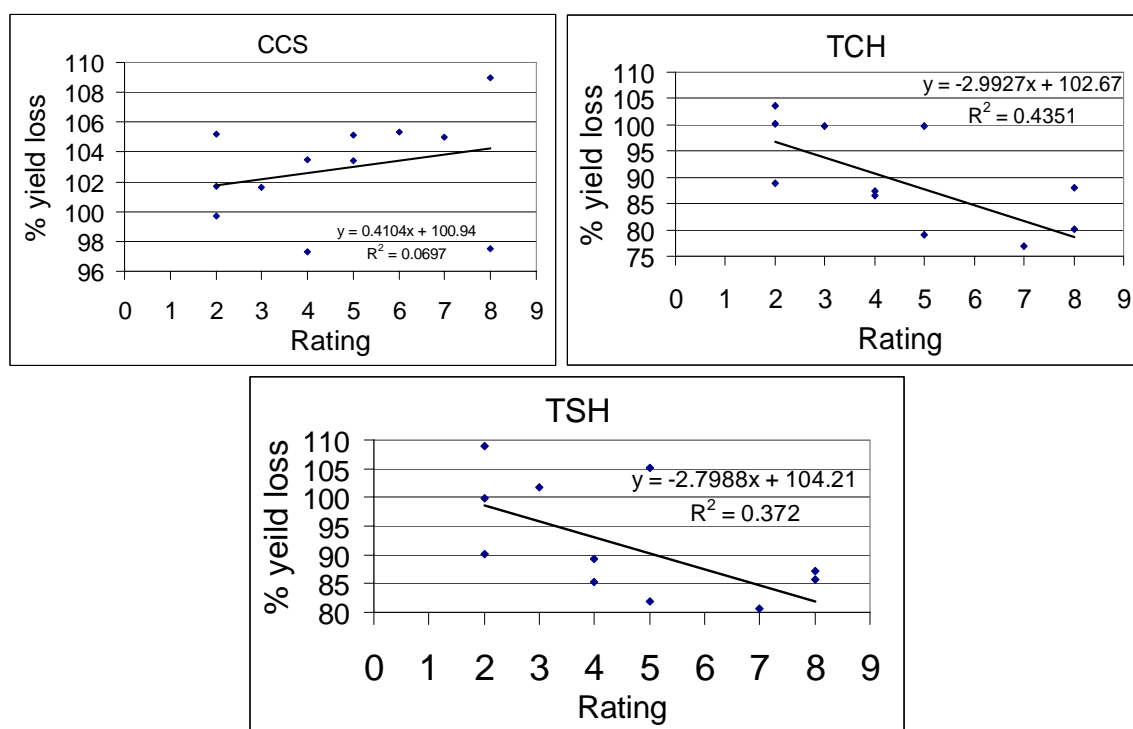 CCS
110
108
106
104
102
100
98
96
% yield loss
y = 0.4104x + 100.94
R² = 0.0697
0 1 2 3 4 5 6 7 8 9
Rating
TCH
110
105
100
95
90
85
80
75
% yield loss
y = -2.9927x + 102.67
R² = 0.4351
0 1 2 3 4 5 6 7 8 9
Rating
TSH
110
105
100
95
90
85
80
% yeild loss
y = -2.7988x + 104.21
R² = 0.372
0 1 2 3 4 5 6 7 8 9
Rating